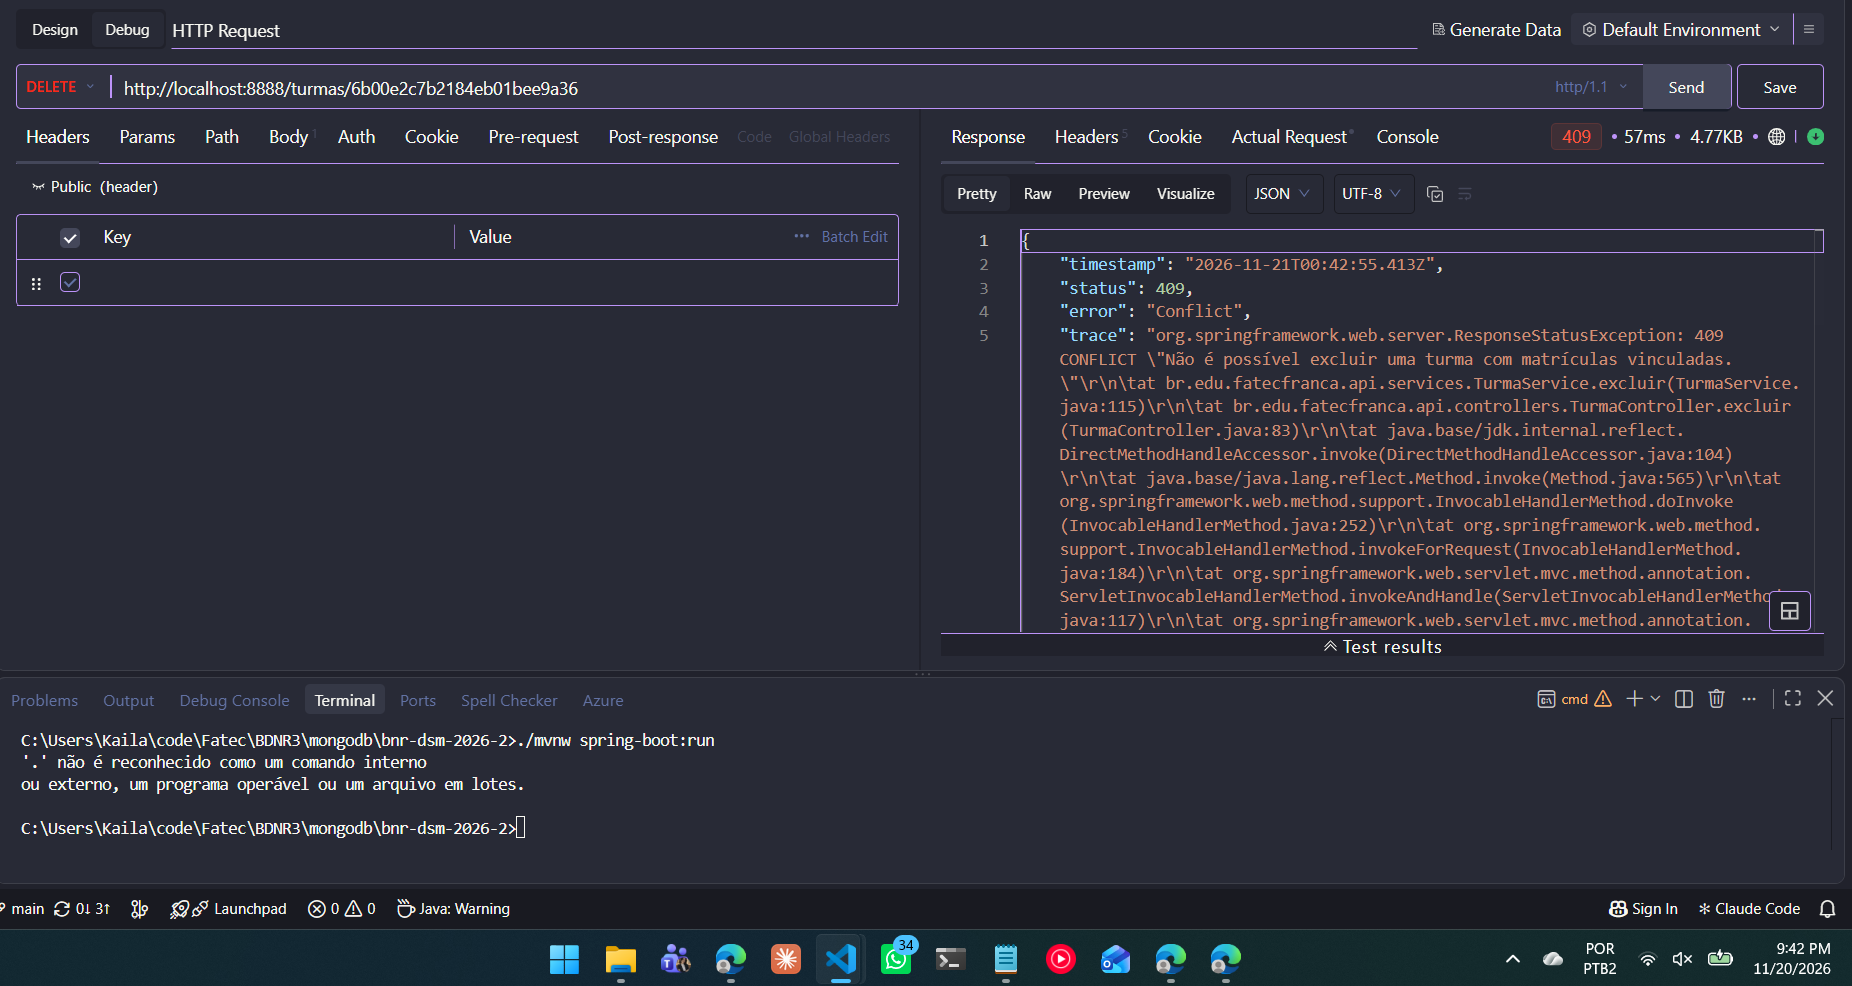 Design Debug HTTP Request Generate Data Default Environment
DELETE http://localhost:8888/turmas/6b00e2c7b2184eb01bee9a36 http/1.1 Send Save
Headers Params Path Body 1 Auth Cookie Pre-request Post-response Code Global Headers
Response Headers 5 Cookie Actual Request Console 409 • 57ms • 4.77KB
Public (header)
Pretty Raw Preview Visualize JSON UTF-8
Key Value Batch Edit
1 {
2 "timestamp": "2026-11-21T00:42:55.413Z",
3 "status": 409,
4 "error": "Conflict",
5 "trace": "org.springframework.web.server.ResponseStatusException: 409
CONFLICT \"Não é possível excluir uma turma com matrículas vinculadas.
\"\r\n\tat br.edu.fatecfranca.api.services.TurmaService.excluir(TurmaService.
java:115)\r\n\tat br.edu.fatecfranca.api.controllers.TurmaController.excluir
(TurmaController.java:83)\r\n\tat java.base/jdk.internal.reflect.
DirectMethodHandleAccessor.invoke(DirectMethodHandleAccessor.java:104)
\r\n\tat java.base/java.lang.reflect.Method.invoke(Method.java:565)\r\n\tat
org.springframework.web.method.support.InvocableHandlerMethod.doInvoke
(InvocableHandlerMethod.java:252)\r\n\tat org.springframework.web.method.
support.InvocableHandlerMethod.invokeForRequest(InvocableHandlerMethod.
java:184)\r\n\tat org.springframework.web.servlet.mvc.method.annotation.
ServletInvocableHandlerMethod.invokeAndHandle(ServletInvocableHandlerMetho
java:117)\r\n\tat org.springframework.web.servlet.mvc.method.annotation.
Test results
Problems Output Debug Console Terminal Ports Spell Checker Azure cmd
C:\Users\Kaila\code\Fatec\BDNR3\mongodb\bnr-dsm-2026-2>./mvnw spring-boot:run
'.' não é reconhecido como um comando interno
ou externo, um programa operável ou um arquivo em lotes.
C:\Users\Kaila\code\Fatec\BDNR3\mongodb\bnr-dsm-2026-2>
main 0↓ 3↑ Launchpad 0 0 Java: Warning Sign In Claude Code
34
POR
PTB2
9:42 PM
11/20/2026